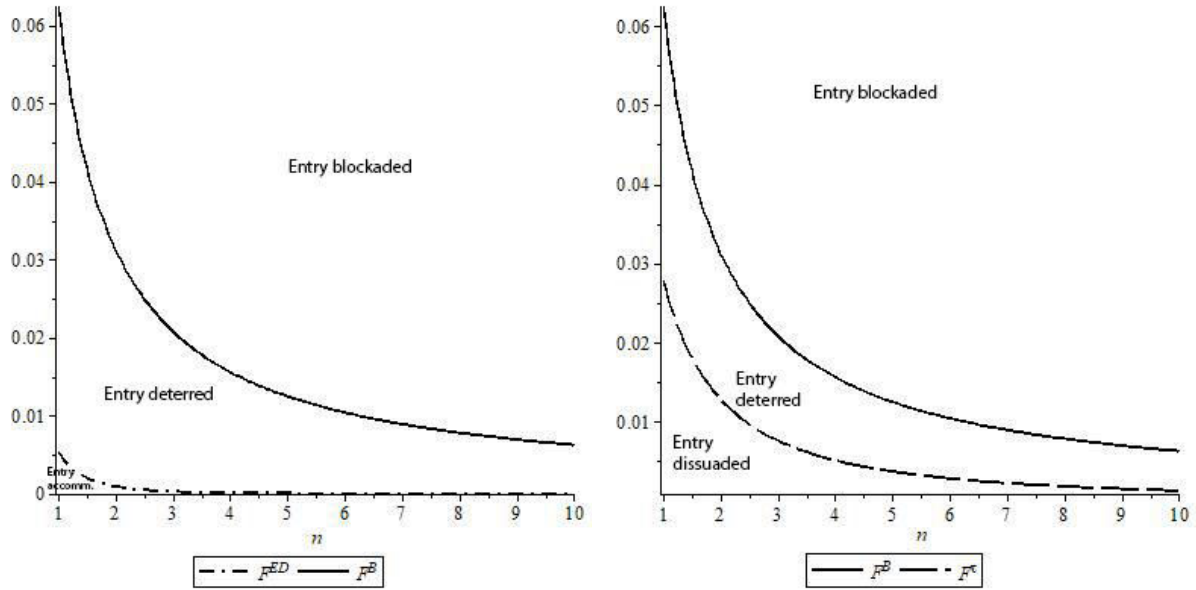 0.06
0.05
0.04
0.03
0.02
0.01
0
Entry blockaded
Entry deterred
Entry
accomm.
1 2 3 4 5 6 7 8 9 10
n
F^ED F^B
0.06
0.05
0.04
0.03
0.02
0.01
Entry blockaded
Entry
deterred
Entry
dissuaded
1 2 3 4 5 6 7 8 9 10
n
F^B F^τ